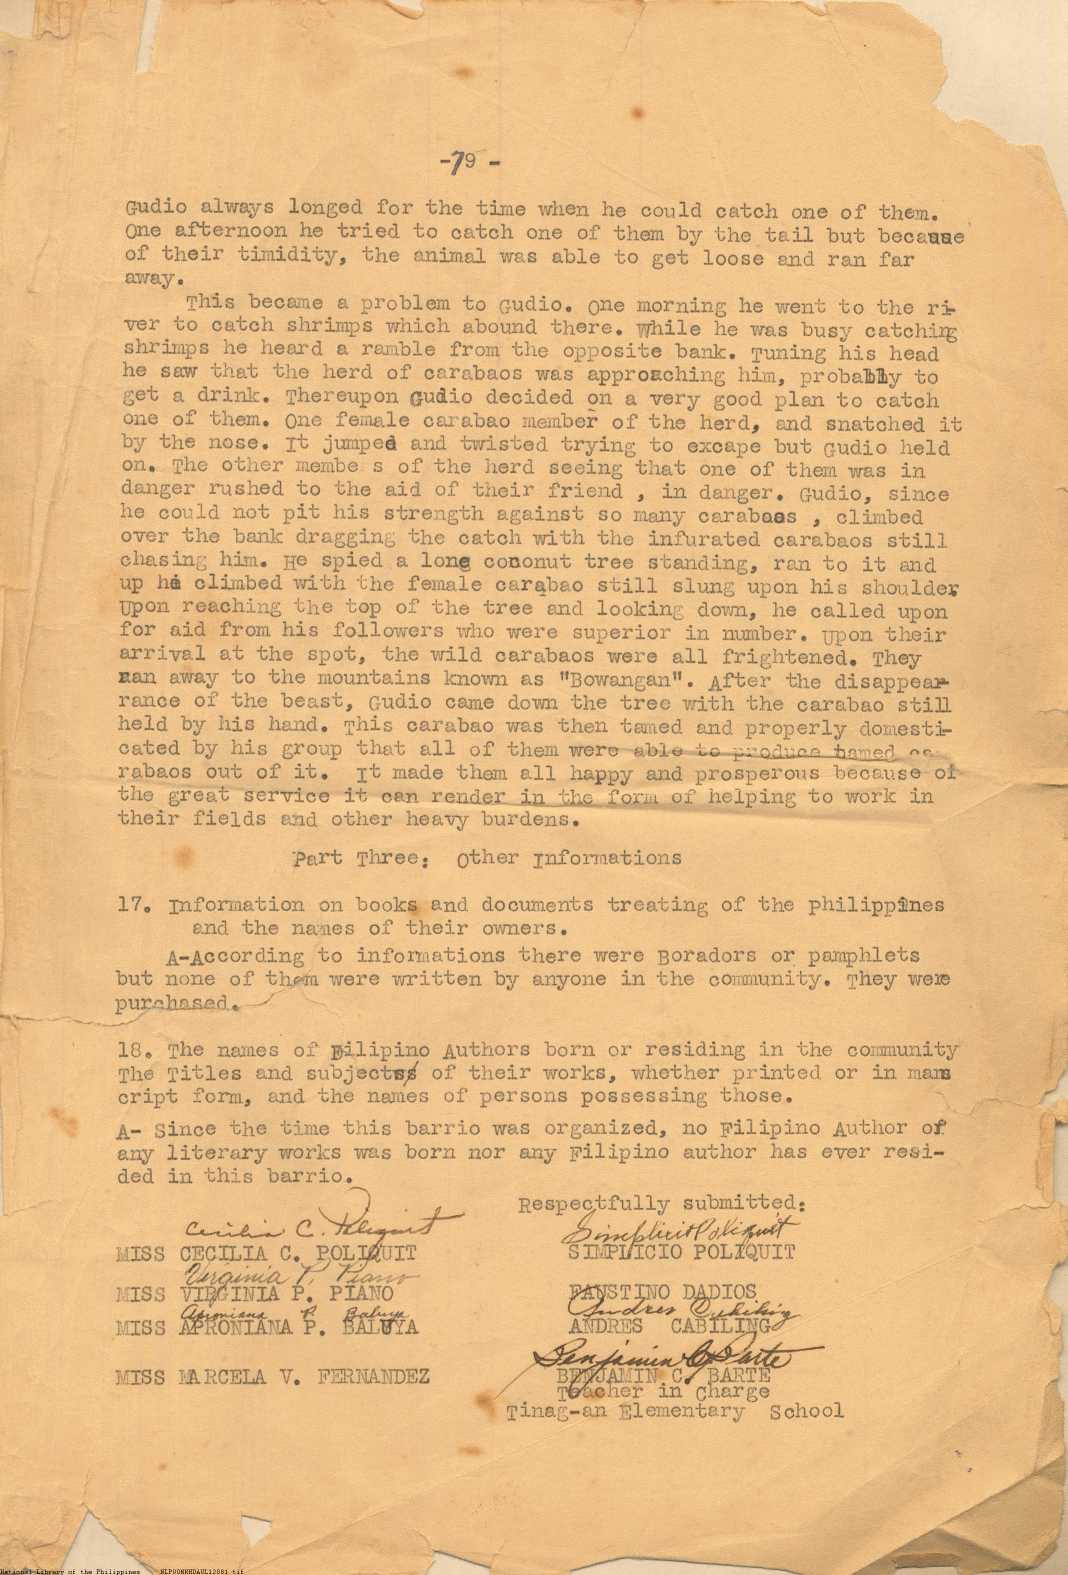 -79 -
Gudio always longed for the time when he could catch one of them.
One afternoon he tried to catch one of them by the tail but because
of their timidity, the animal was able to get loose and ran far
away.
This became a problem to Gudio. One morning he went to the ri-
ver to catch shrimps which abound there. While he was busy catching
shrimps he heard a ramble from the opposite bank. Tuning his head
he saw that the herd of carabaos was approaching him, probably to
get a drink. Thereupon Gudio decided on a very good plan to catch
one of them. One female carabao member of the herd, and snatched it
by the nose. It jumped and twisted trying to excape but Gudio held
on. The other membe s of the herd seeing that one of them was in
danger rushed to the aid of their friend , in danger. Gudio, since
he could not pit his strength against so many carabaos , climbed
over the bank dragging the catch with the infurated carabaos still
chasing him. He spied a long coconut tree standing, ran to it and
up he climbed with the female carabao still slung upon his shoulder
Upon reaching the top of the tree and looking down, he called upon
for aid from his followers who were superior in number. Upon their
arrival at the spot, the wild carabaos were all frightened. They
ran away to the mountains known as "Bowangan". After the disappear-
rance of the beast, Gudio came down the tree with the carabao still
held by his hand. This carabao was then tamed and properly domesti-
cated by his group that all of them were able to produce tamed ca-
rabaos out of it. It made them all happy and prosperous because of
the great service it can render in the form of helping to work in
their fields and other heavy burdens.
Part Three: Other Informations
17. Information on books and documents treating of the Philippines
and the names of their owners.
A-According to informations there were Boradors or pamphlets
but none of them were written by anyone in the community. They were
purchased.
18. The names of Filipino Authors born or residing in the community
The Titles and subjects of their works, whether printed or in mans
cript form, and the names of persons possessing those.
A- Since the time this barrio was organized, no Filipino Author of
any literary works was born nor any Filipino author has ever resi-
ded in this barrio.
Respectfully submitted:
Cecilia C. Poliquit
Simplicio Poliquit
MISS CECILIA C. POLIQUIT
SIMPLICIO POLIQUIT
Virginia P. Piano
MISS VIRGINIA P. PIANO
FAUSTINO DADIOS
Aproniana P. Baluya
Andres Cabiling
MISS APRONIANA P. BALUYA
ANDRES CABILING
Benjamin C. Barte
MISS MARCELA V. FERNANDEZ
BENJAMIN C. BARTE
Teacher in Charge
Tinag-an Elementary School
National Library of the Philippines NLP00NHHDAUL12081.tif